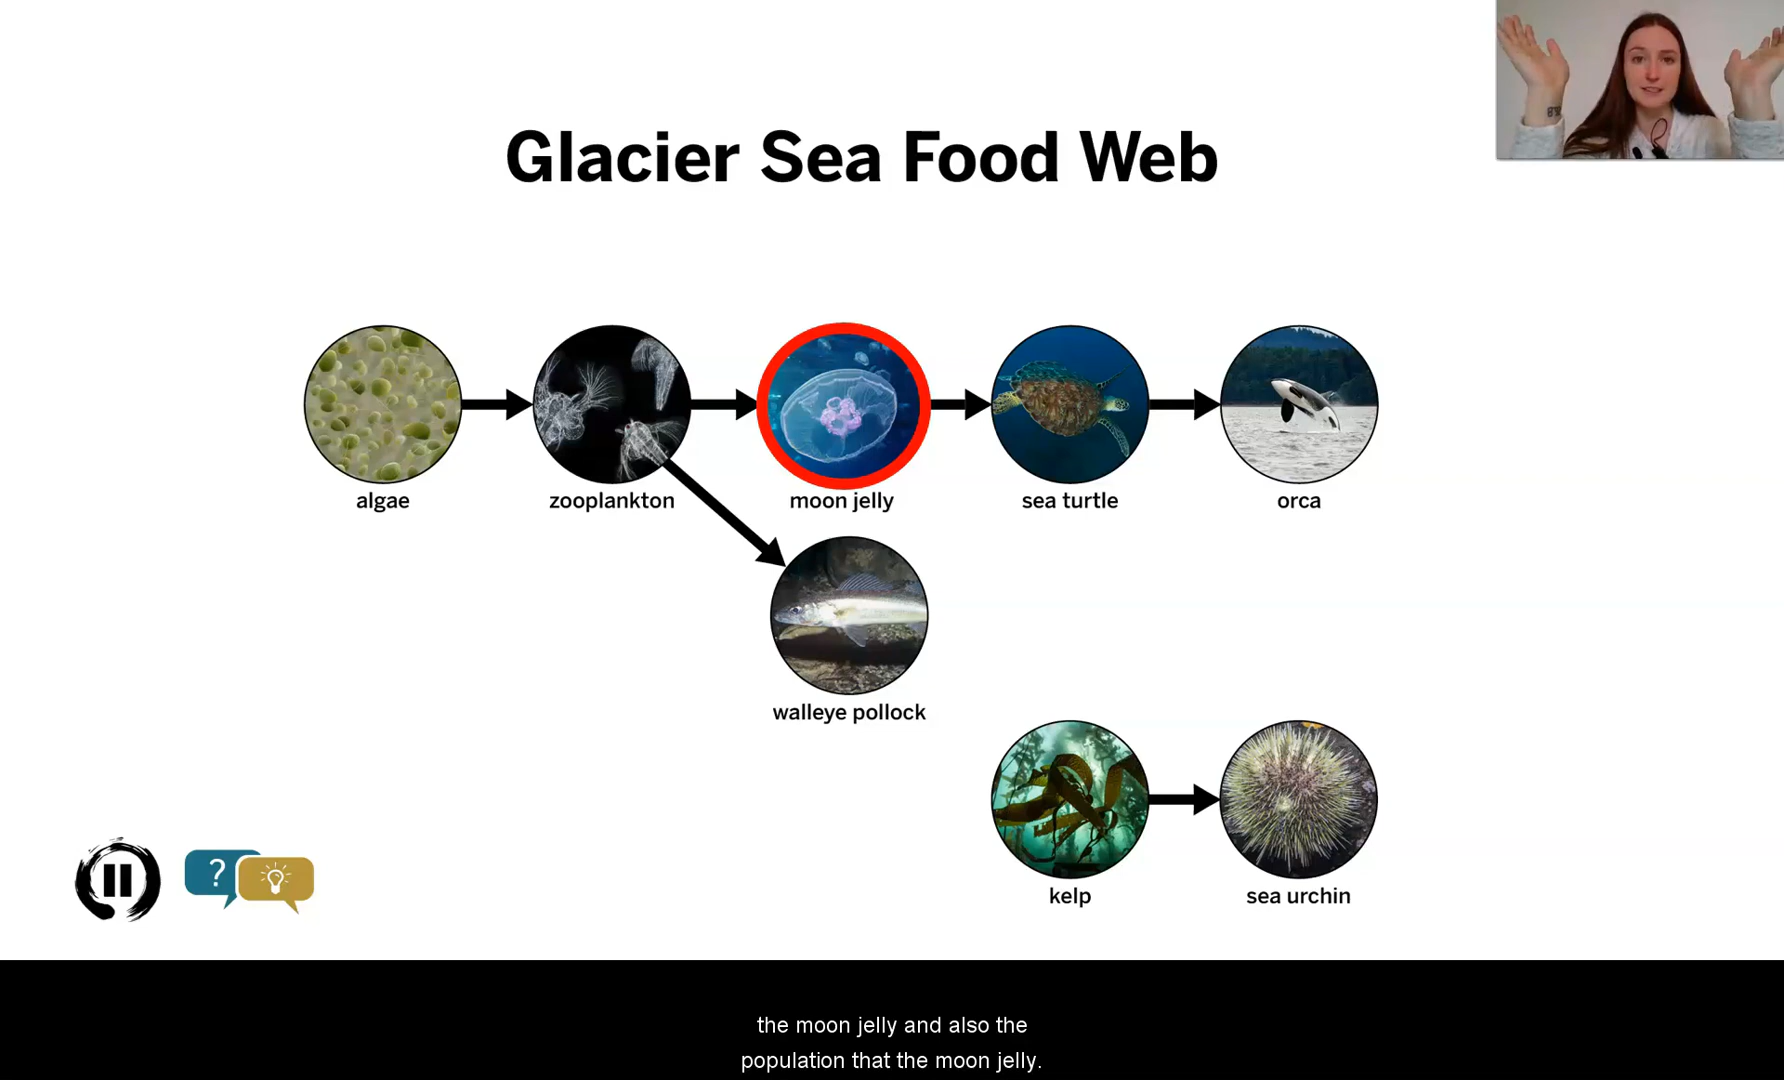 Glacier Sea Food Web
algae
zooplankton
moon jelly
sea turtle
orca
walleye pollock
kelp
sea urchin
?
the moon jelly and also the
population that the moon jelly.